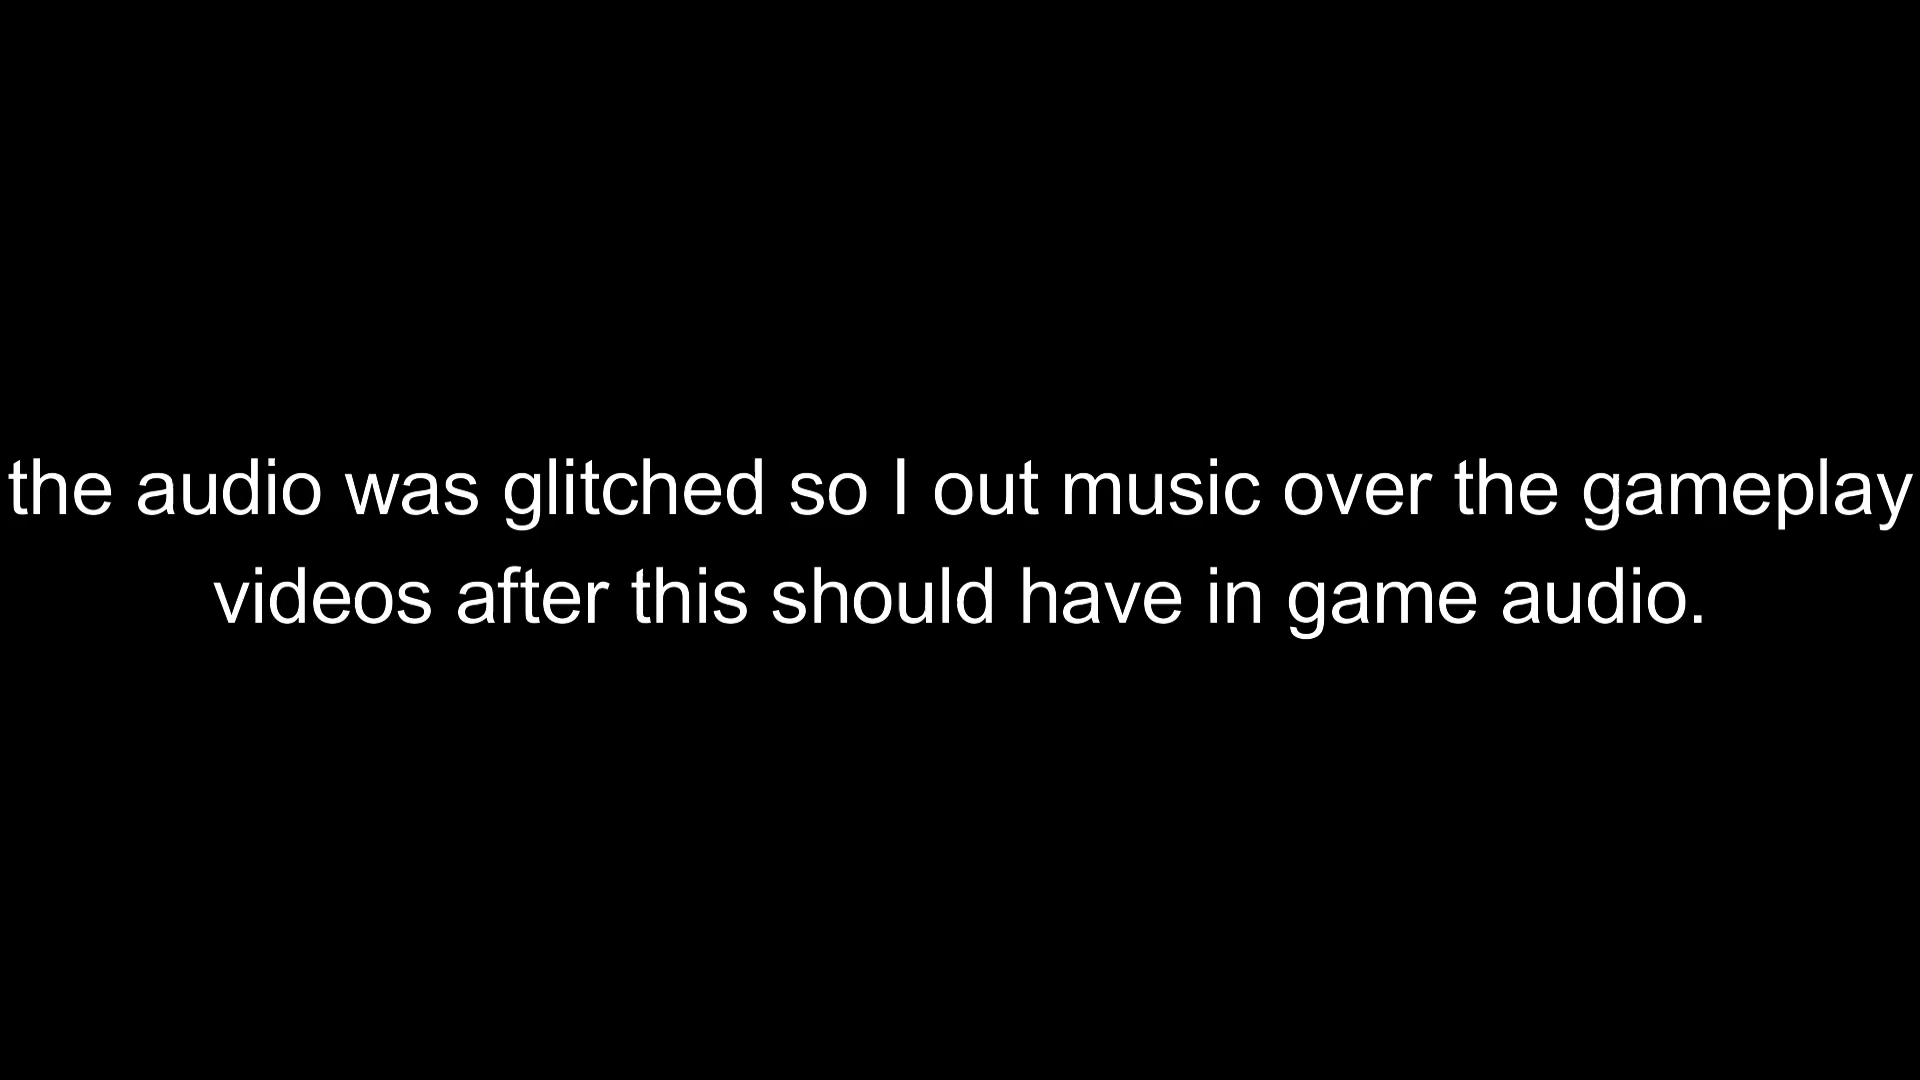 the audio was glitched so I out music over the gameplay
videos after this should have in game audio.